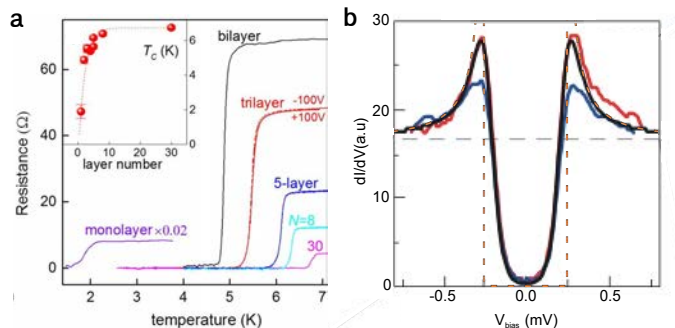 a
60
40
20
0
Resistance (Ω)
2
3
4
5
6
7
temperature (K)
bilayer
trilayer
-100V
+100V
5-layer
N=8
30
monolayer ×0.02
T_C (K)
6
4
2
0
0
10
20
30
layer number
b
30
20
10
0
dI/dV(a.u)
-0.5
0.0
0.5
V_bias (mV)